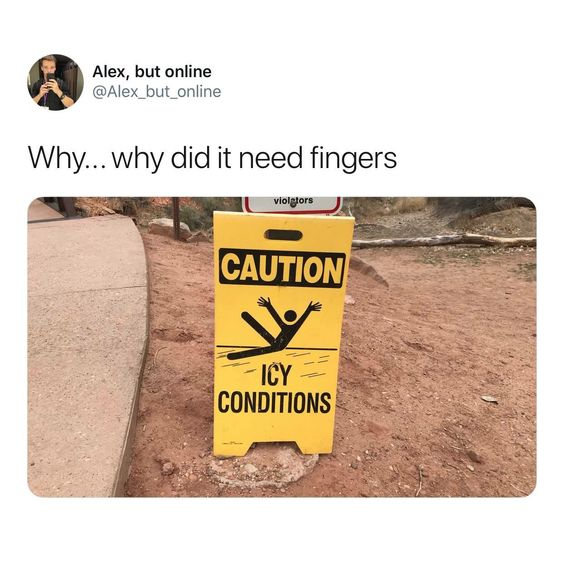 Alex, but online
@Alex_but_online
Why... why did it need fingers
violators
CAUTION
ICY
CONDITIONS